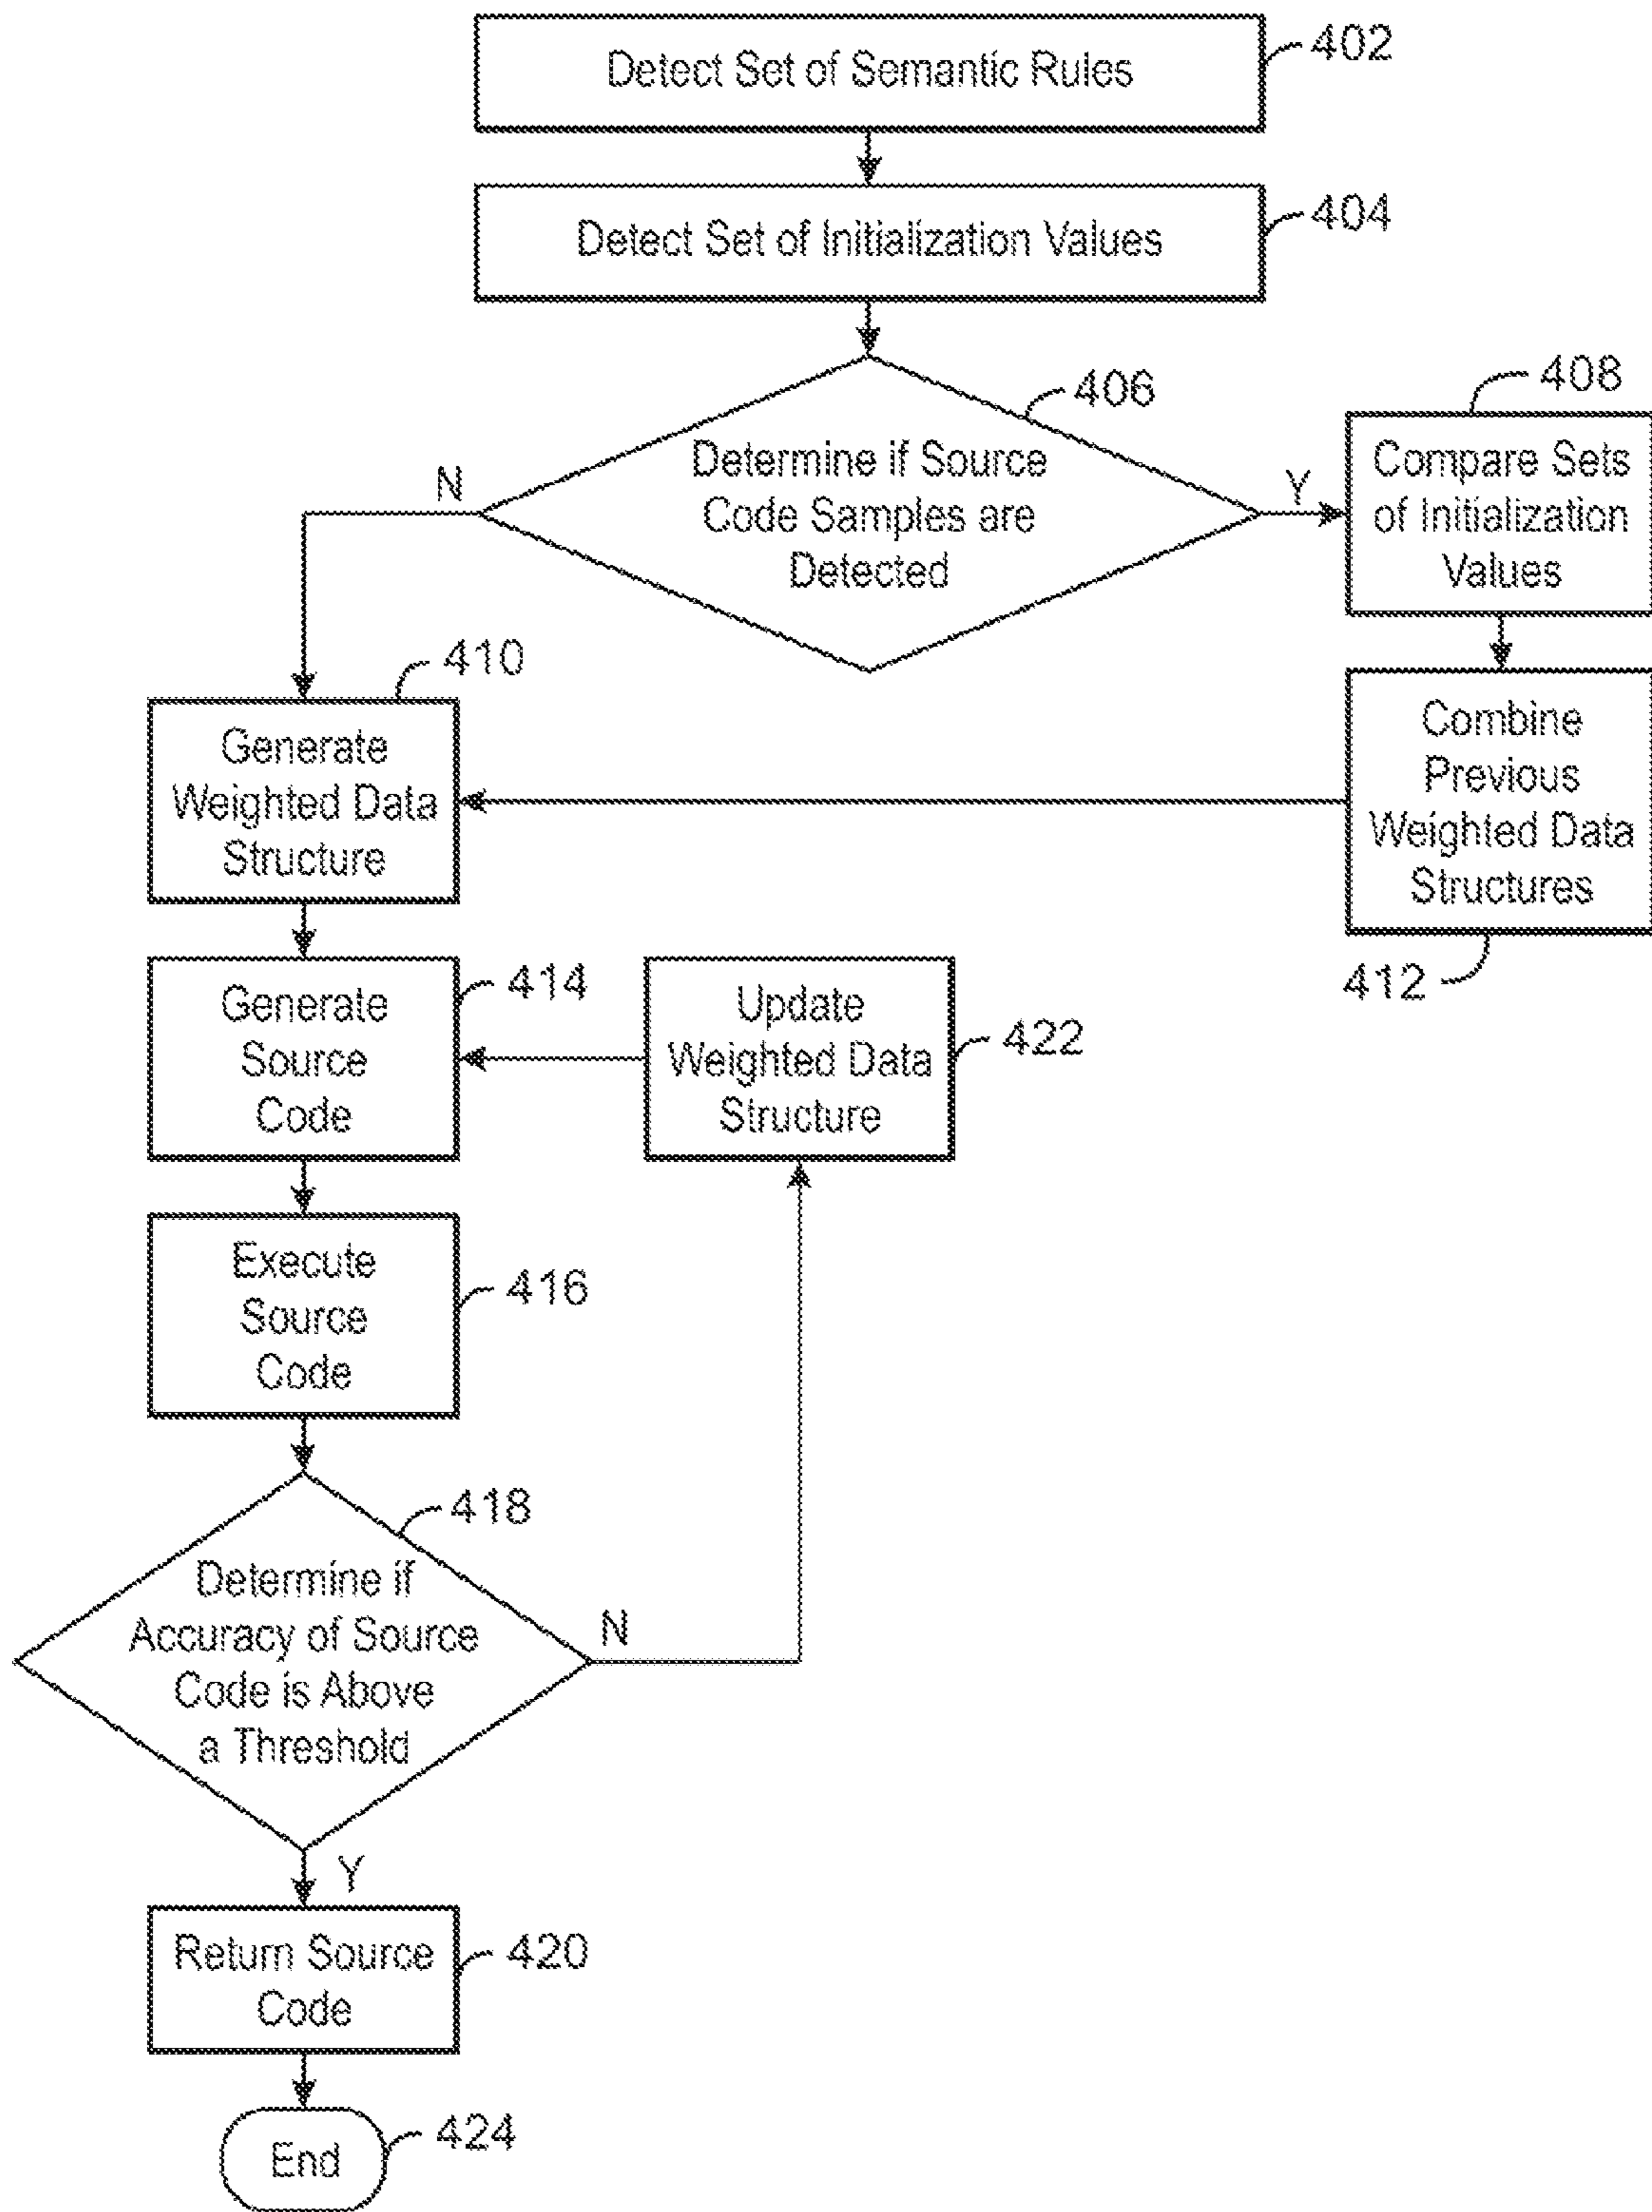 Detect Set of Semantic Rules
402
Detect Set of Initialization Values
404
406
Determine if Source
Code Samples are
Detected
N
Y
408
Compare Sets
of Initialization
Values
410
Generate
Weighted Data
Structure
Combine
Previous
Weighted Data
Structures
412
Generate
Source
Code
414
Update
Weighted Data
Structure
422
Execute
Source
Code
416
418
Determine if
Accuracy of Source
Code is Above
a Threshold
N
Y
Return Source
Code
420
End
424